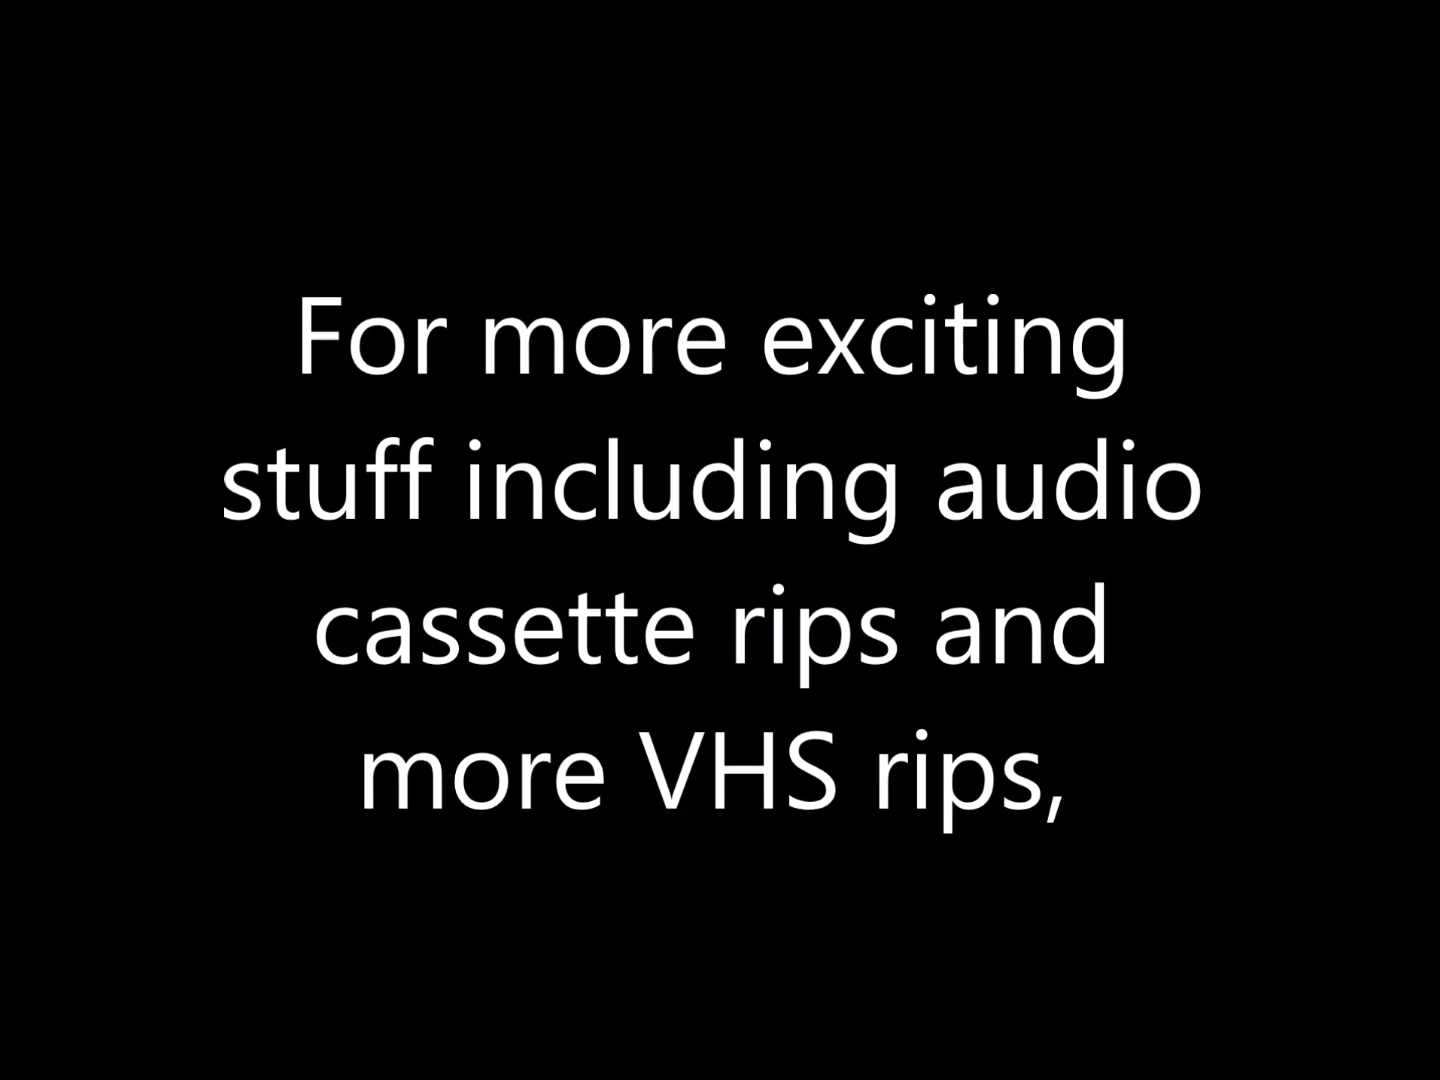 For more exciting
stuff including audio
cassette rips and
more VHS rips,